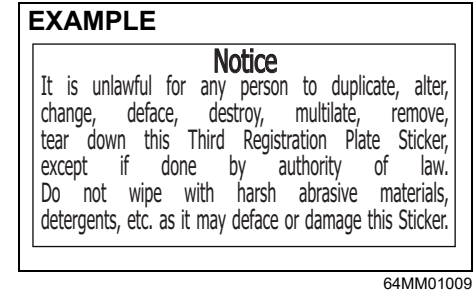 EXAMPLE
Notice
It is unlawful for any person to duplicate, alter,
change, deface, destroy, multilate, remove,
tear down this Third Registration Plate Sticker,
except if done by authority of law.
Do not wipe with harsh abrasive materials,
detergents, etc. as it may deface or damage this Sticker.
64MM01009